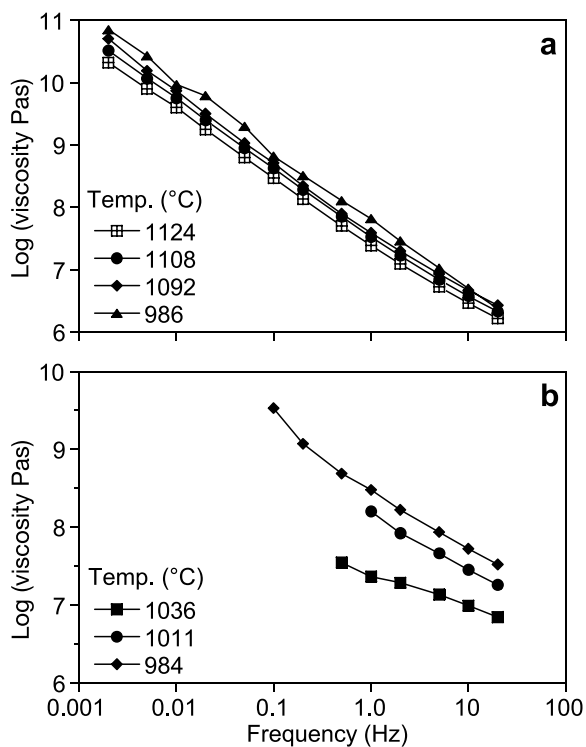 11
a
10
9
8
7
6
Log (viscosity Pas)
Temp. (°C)
1124
1108
1092
986
10
b
9
8
7
6
Log (viscosity Pas)
Temp. (°C)
1036
1011
984
0.001 0.01 0.1 1.0 10 100
Frequency (Hz)